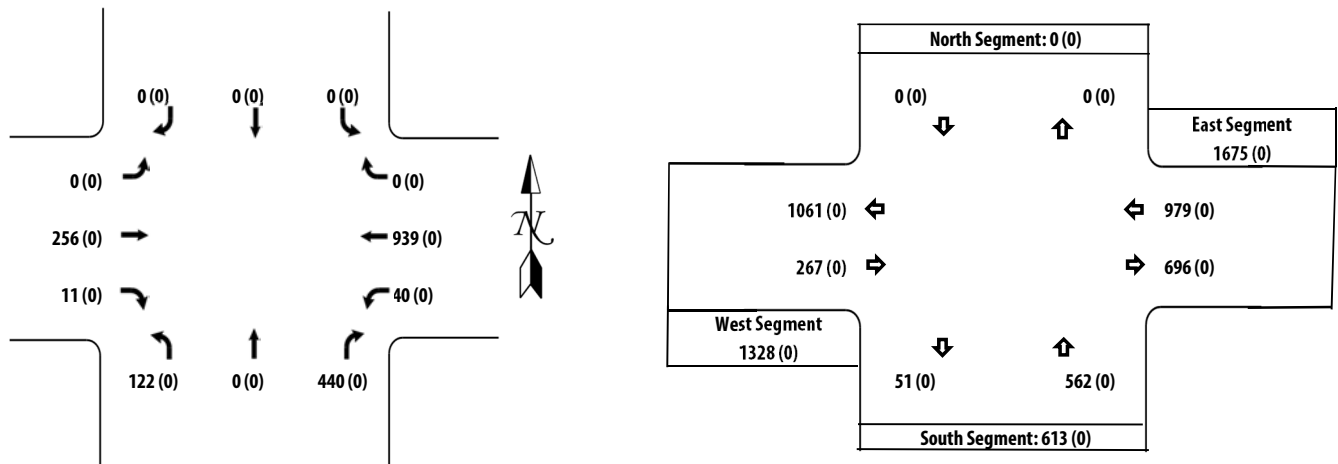 0 (0) 0 (0) 0 (0)
0 (0) 0 (0)
256 (0) 939 (0)
11 (0) 40 (0)
122 (0) 0 (0) 440 (0)
N
North Segment: 0 (0)
0 (0) 0 (0)
East Segment
1675 (0)
1061 (0) 979 (0)
267 (0) 696 (0)
West Segment
1328 (0)
51 (0) 562 (0)
South Segment: 613 (0)